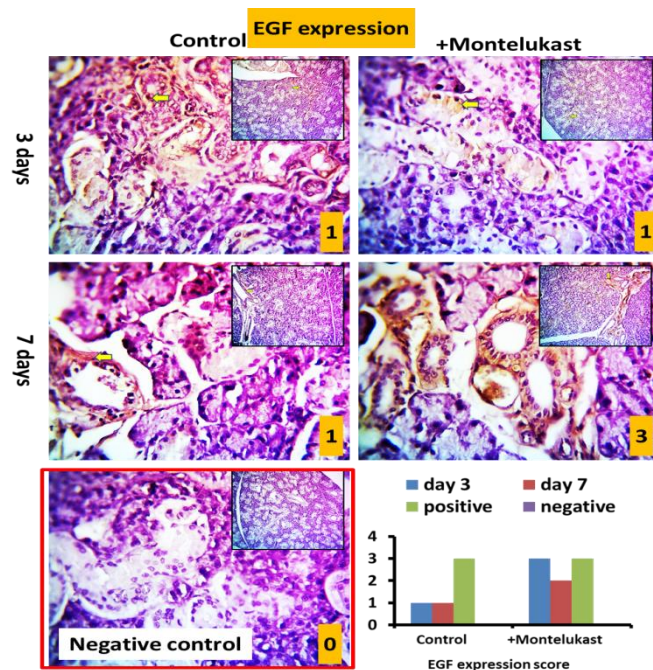 EGF expression
Control
+Montelukast
3 days
1
1
7 days
1
3
Negative control
0
day 3
day 7
positive
negative
4
3
2
1
0
Control
+Montelukast
EGF expression score